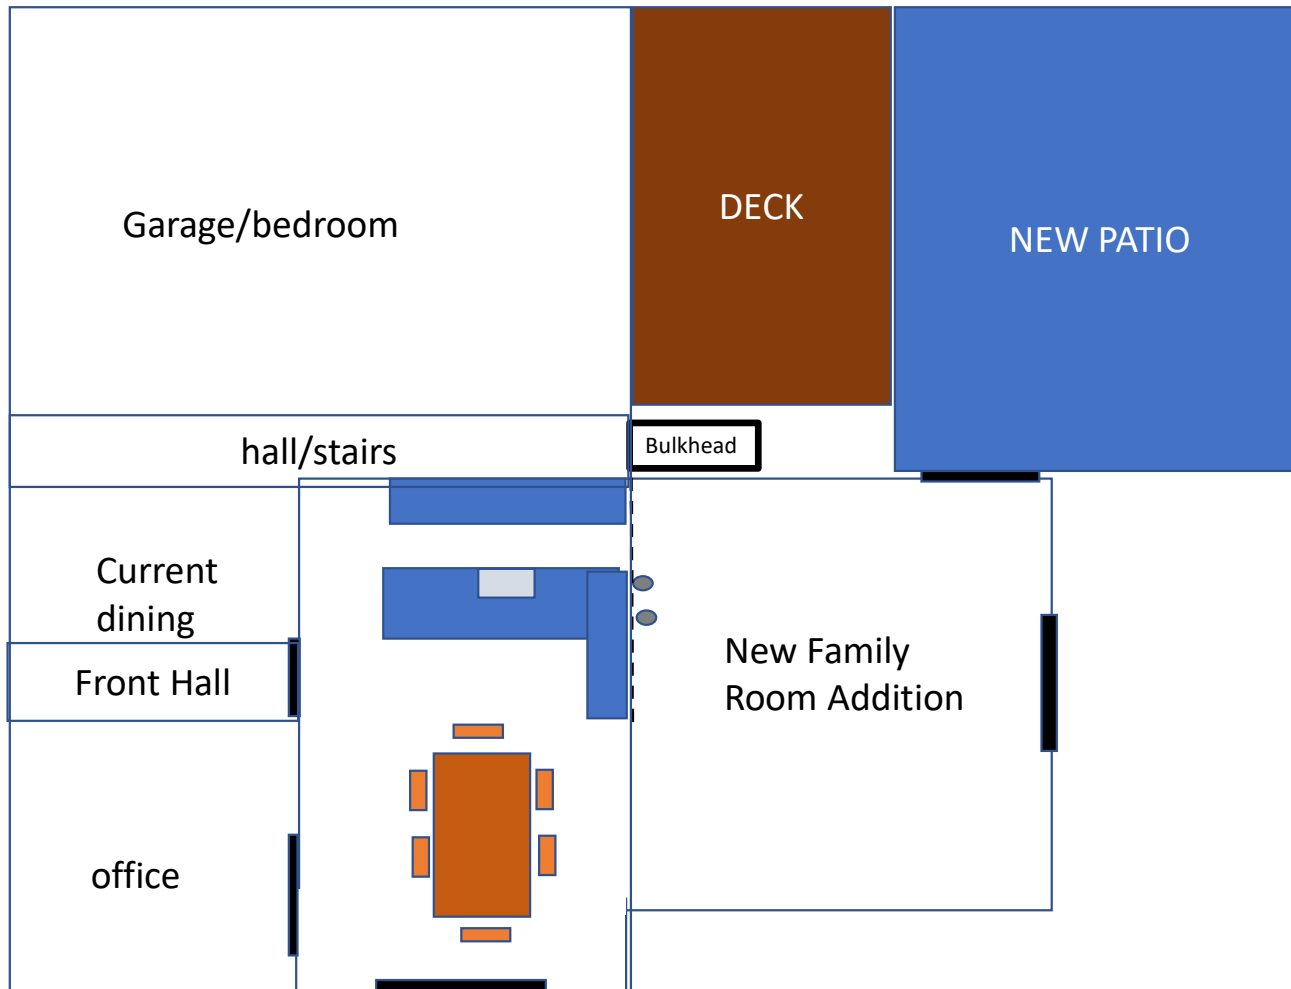 Garage/bedroom
DECK
NEW PATIO
hall/stairs
Bulkhead
Current
dining
Front Hall
New Family
Room Addition
office